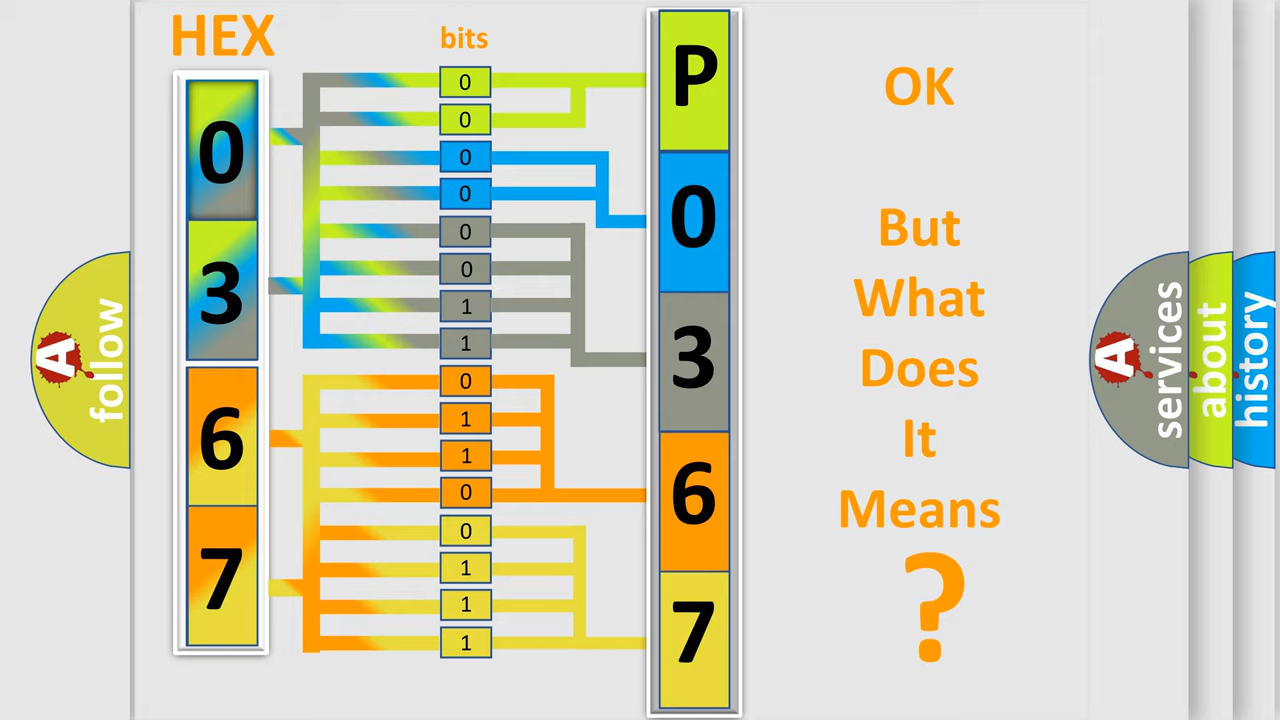 HEX
bits
0
3
6
7
0
0
0
0
0
0
1
1
0
1
1
0
0
1
1
1
P
0
3
6
7
OK
But
What
Does
It
Means
?
A
follow
A
services
about
history